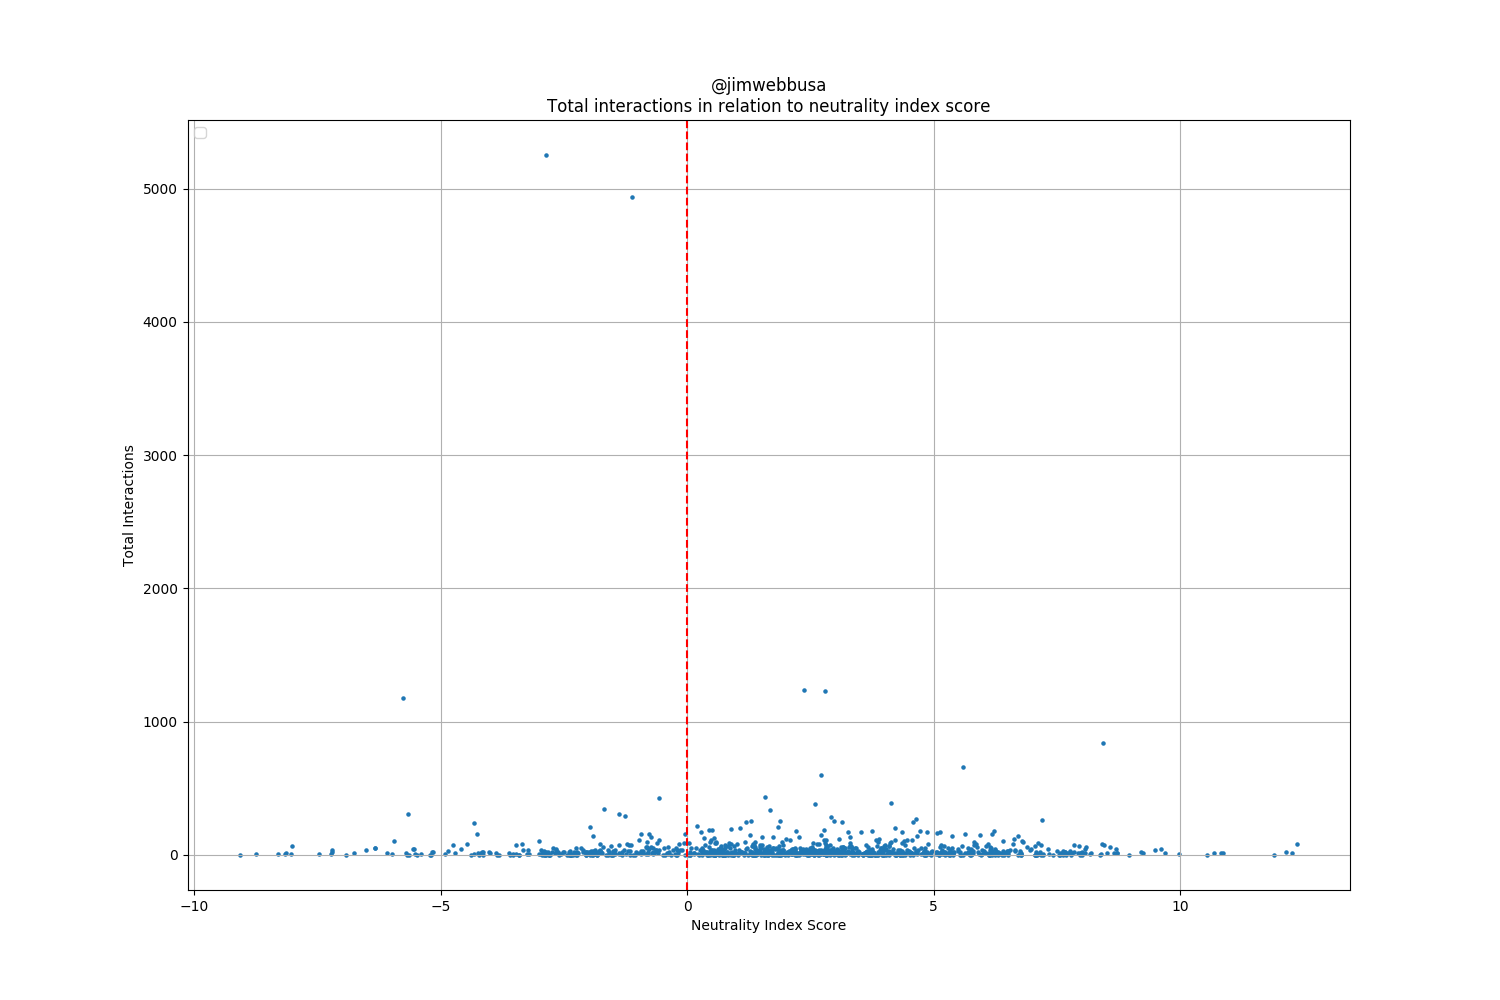 @jimwebbusa
Total interactions in relation to neutrality index score
5000
4000
3000
2000
1000
0
Total Interactions
−10
−5
0
5
10
Neutrality Index Score